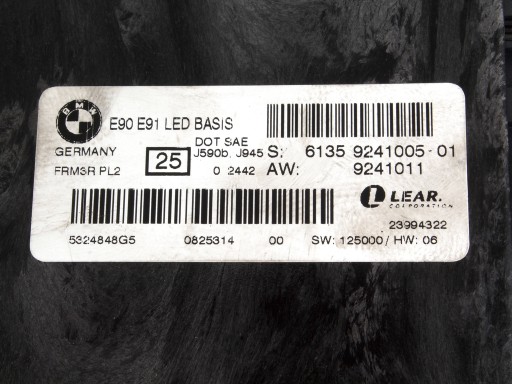 BMW
E90 E91 LED BASIS
DOT SAE
GERMANY 25 J590b, J945 S: 6135 9241005-01
FRM3R PL2 0 2442 AW: 9241011
LEAR.
CORPORATION
23994322
5324848G5 0825314 00 SW: 125000 / HW: 06